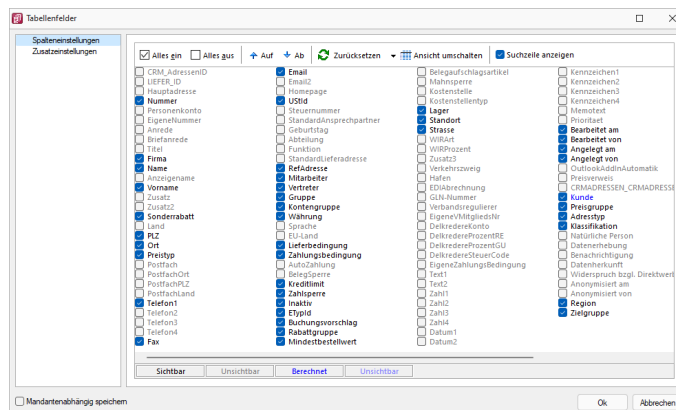 Tabellenfelder
Spalteneinstellungen
Zusatzeinstellungen
Alles ein
Alles aus
Auf
Ab
Zurücksetzen
Ansicht umschalten
Suchzeile anzeigen
CRM_AdressenID
LIEFER_ID
Hauptadresse
Nummer
Personenkonto
EigeneNummer
Anrede
Briefanrede
Titel
Firma
Name
Anzeigename
Vorname
Zusatz
Zusatz2
Sonderrabatt
Land
PLZ
Ort
Preistyp
Postfach
PostfachOrt
PostfachPLZ
PostfachLand
Telefon1
Telefon2
Telefon3
Telefon4
Fax
Email
Email2
Homepage
UStId
Steuernummer
StandardAnsprechpartner
Geburtstag
Abteilung
Funktion
StandardLieferadresse
RefAdresse
Mitarbeiter
Vertreter
Gruppe
Kontengruppe
Währung
Sprache
EU-Land
Lieferbedingung
Zahlungsbedingung
AutoZahlung
BelegSperre
Kreditlimit
Zahlsperre
Inaktiv
ETypId
Buchungsvorschlag
Rabattgruppe
Mindestbestellwert
Belegaufschlagsartikel
Mahnsperre
Kostenstelle
Kostenstellentyp
Lager
Standort
Strasse
WIRArt
WIRProzent
Zusatz3
Verkehrszweig
Hafen
EDIAbrechnung
GLN-Nummer
Verbandsregulierer
EigeneVMitgliedsNr
DelkredereKonto
DelkredereProzentRE
DelkredereProzentGU
DelkredereSteuerCode
EigeneZahlungsBedingung
Text1
Text2
Zahl1
Zahl2
Zahl3
Zahl4
Datum1
Datum2
Kennzeichen1
Kennzeichen2
Kennzeichen3
Kennzeichen4
Memotext
Prioritaet
Bearbeitet am
Bearbeitet von
Angelegt am
Angelegt von
OutlookAddInAutomatik
Preisverweis
CRMADRESSEN_CRMADRESSE
Kunde
Preisgruppe
Adresstyp
Klassifikation
Natürliche Person
Datenerhebung
Benachrichtigung
Datenherkunft
Widerspruch bzgl. Direktwer
Anonymisiert am
Anonymisiert von
Region
Zielgruppe
Sichtbar
Unsichtbar
Berechnet
Unsichtbar
Mandantenabhängig speichern
Ok
Abbrechen